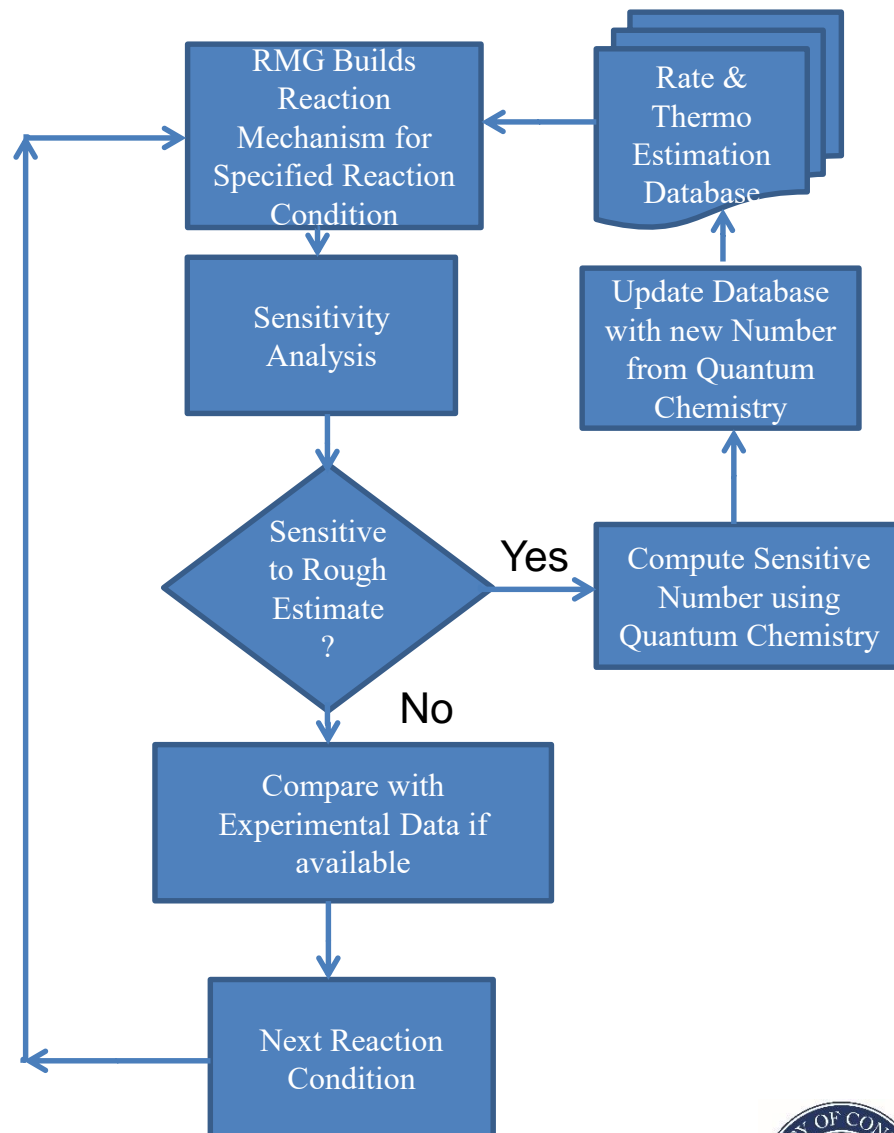 RMG Builds
Reaction
Mechanism for
Specified Reaction
Condition
Rate &
Thermo
Estimation
Database
Sensitivity
Analysis
Update Database
with new Number
from Quantum
Chemistry
Sensitive
to Rough
Estimate
?
Yes
Compute Sensitive
Number using
Quantum Chemistry
No
Compare with
Experimental Data if
available
Next Reaction
Condition
OF CON